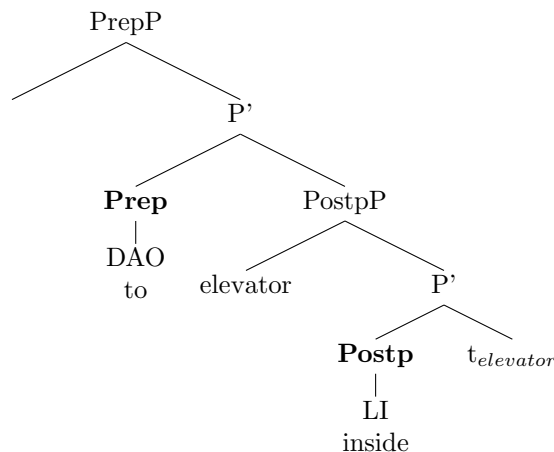 PrepP
P'
Prep PostpP
DAO
to elevator P'
Postp t_elevator
LI
inside